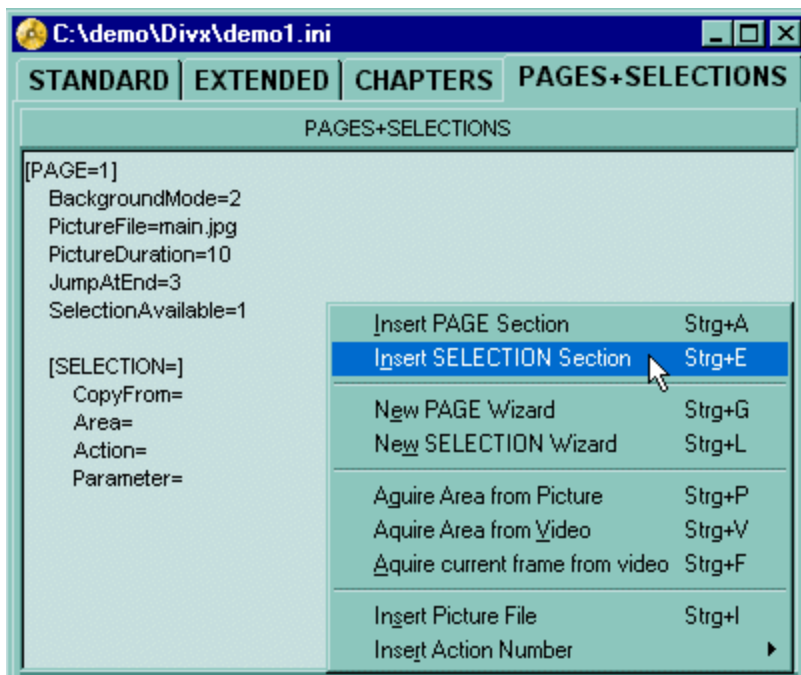 C:\demo\Divx\demo1.ini
STANDARD EXTENDED CHAPTERS PAGES+SELECTIONS
PAGES+SELECTIONS
[PAGE=1]
BackgroundMode=2
PictureFile=main.jpg
PictureDuration=10
JumpAtEnd=3
SelectionAvailable=1
[SELECTION=]
CopyFrom=
Area=
Action=
Parameter=
Insert PAGE Section Strg+A
Insert SELECTION Section Strg+E
New PAGE Wizard Strg+G
New SELECTION Wizard Strg+L
Aquire Area from Picture Strg+P
Aquire Area from Video Strg+V
Aquire current frame from video Strg+F
Insert Picture File Strg+I
Insert Action Number